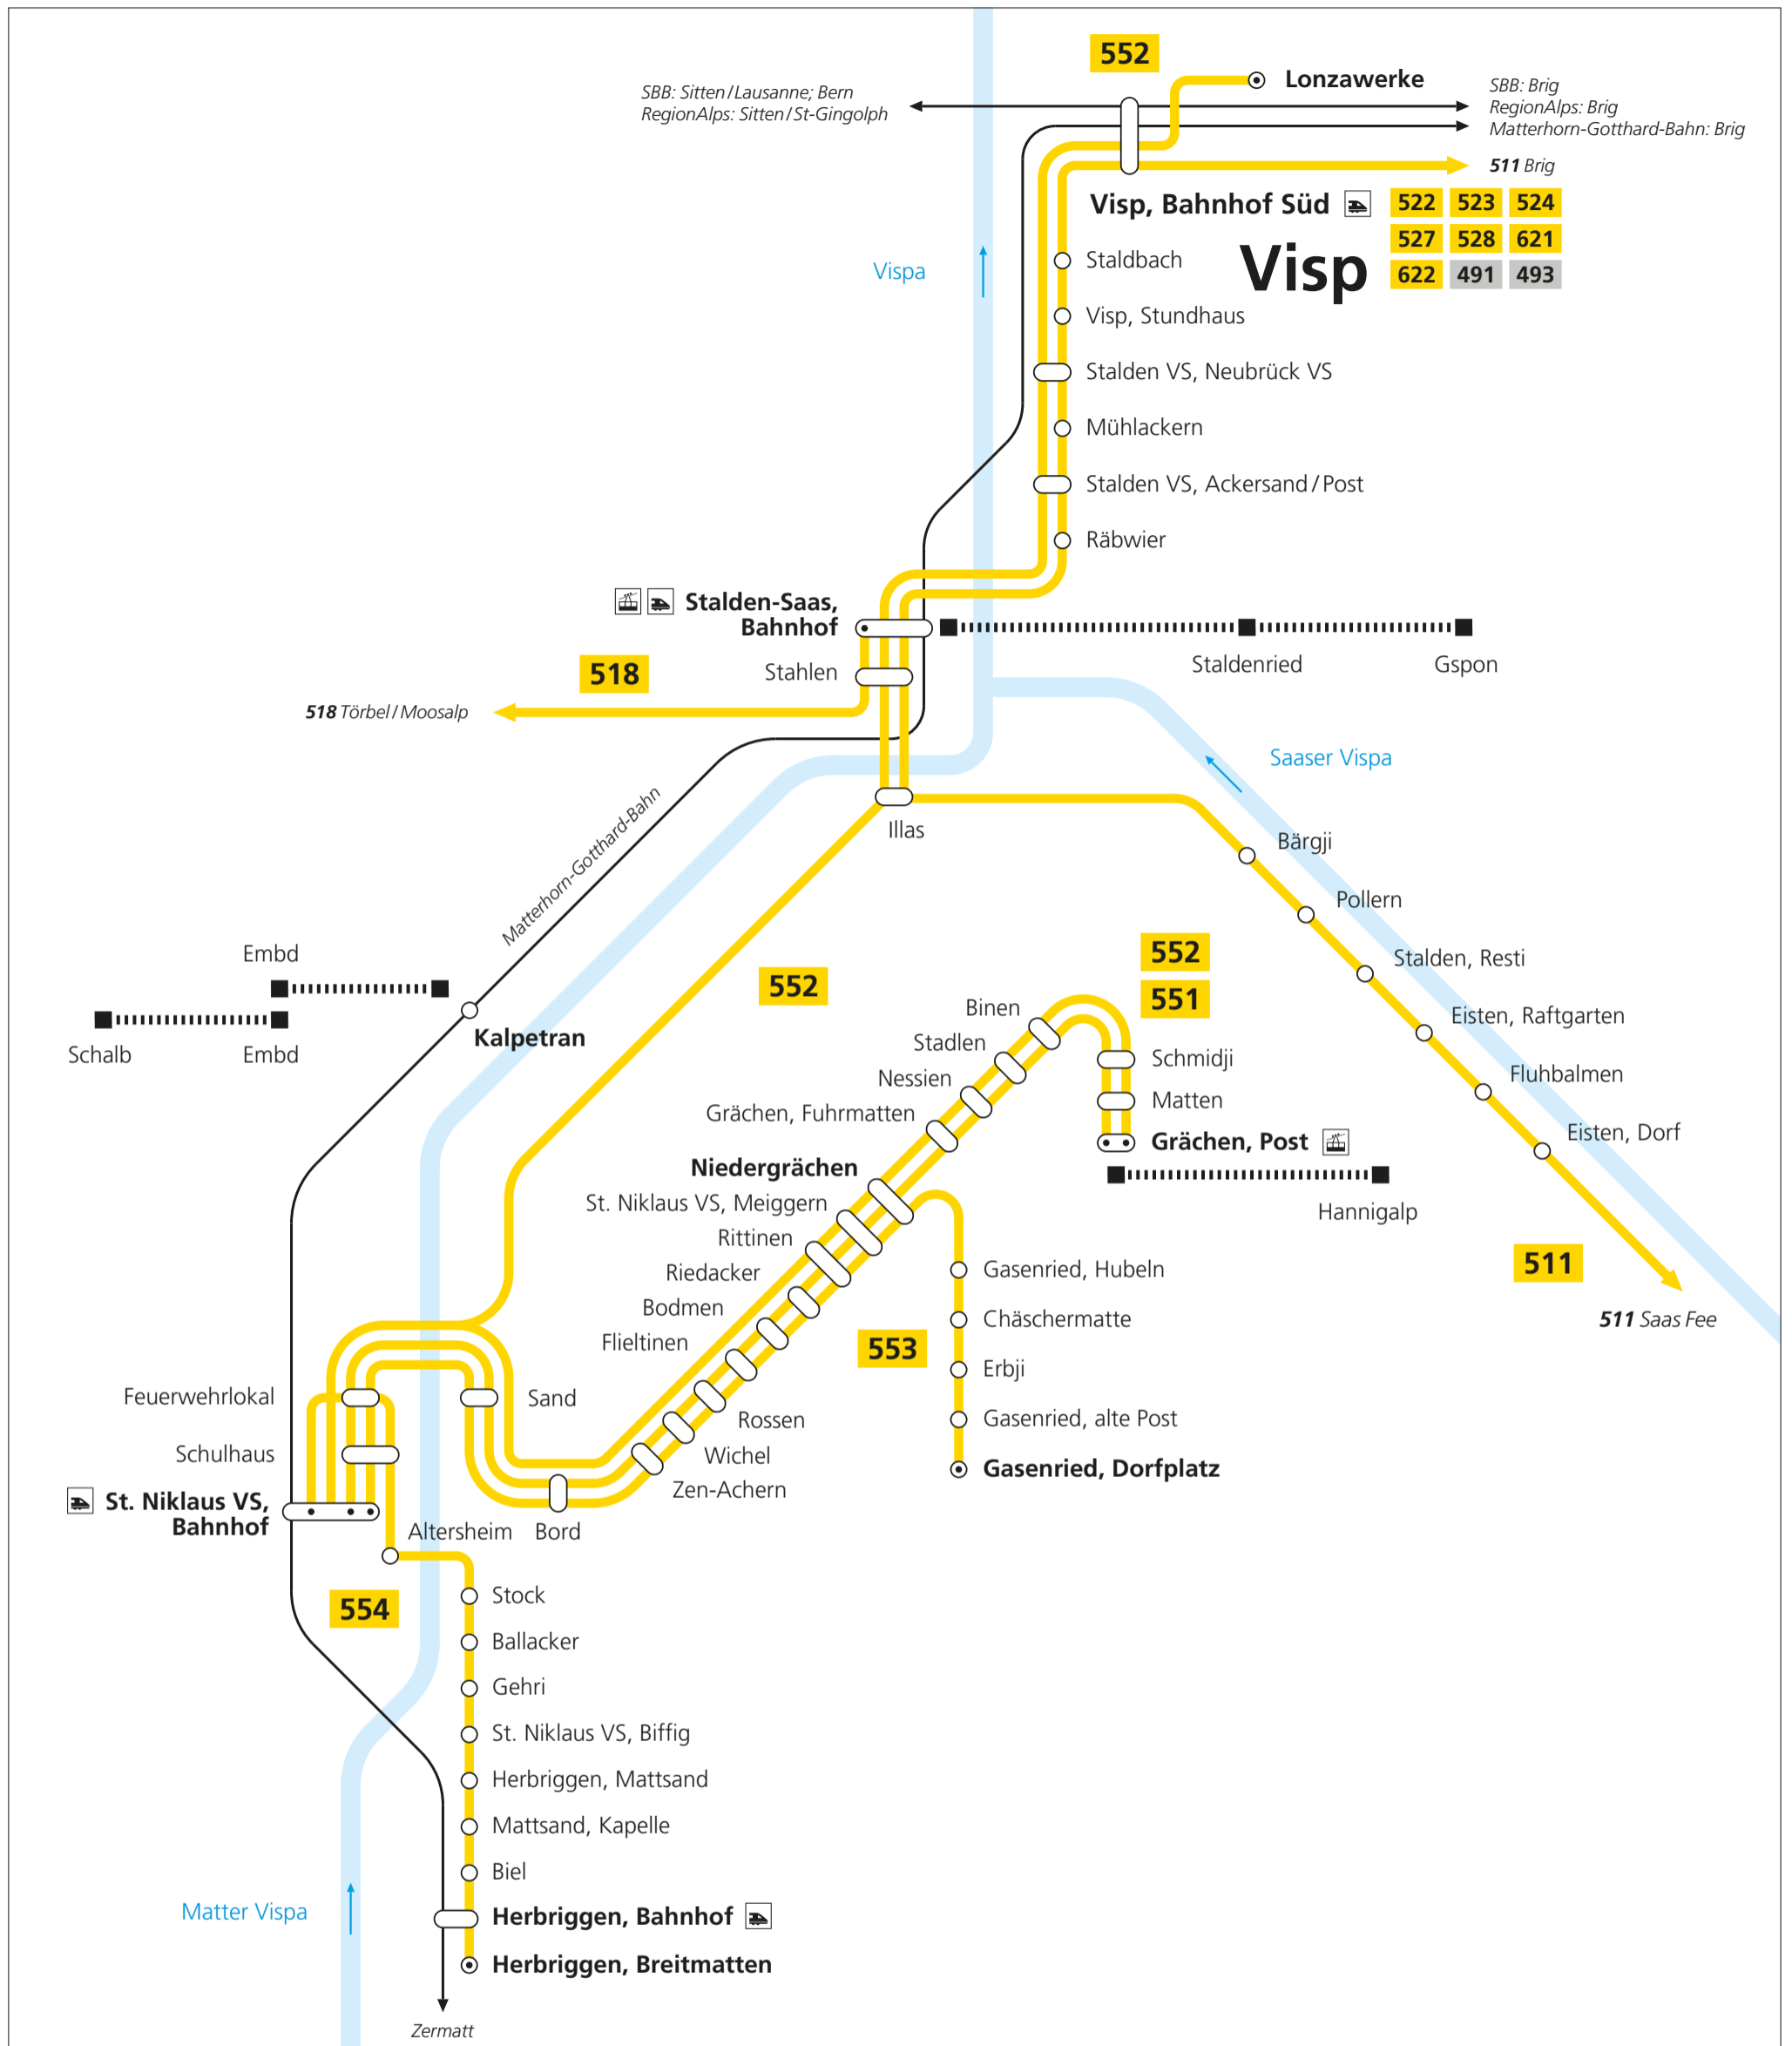 552
Lonzawerke
SBB: Sitten/Lausanne; Bern
RegionAlps: Sitten/St-Gingolph
SBB: Brig
RegionAlps: Brig
Matterhorn-Gotthard-Bahn: Brig
511 Brig
Visp, Bahnhof Süd
522 523 524
527 528 621
622 491 493
Visp
Vispa
Staldbach
Visp, Stundhaus
Stalden VS, Neubrück VS
Mühlackern
Stalden VS, Ackersand/Post
Räbwier
Stalden-Saas,
Bahnhof
Staldenried
Gspon
Stahlen
518
518 Törbel/Moosalp
Saaser Vispa
Matterhorn-Gotthard-Bahn
Illas
Bärgji
Pollern
Stalden, Resti
Eisten, Raftgarten
Fluhbalmen
Eisten, Dorf
511
511 Saas Fee
Embd
Schalb
Embd
Kalpetran
552
552
551
Binen
Stadlen
Nessien
Grächen, Fuhrmatten
Schmidji
Matten
Grächen, Post
Hannigalp
Niedergrächen
St. Niklaus VS, Meiggern
Rittinen
Riedacker
Bodmen
Flieltinen
553
Gasenried, Hubeln
Chäschermatte
Erbji
Gasenried, alte Post
Gasenried, Dorfplatz
Feuerwehrlokal
Sand
Schulhaus
Rossen
Wichel
Zen-Achern
St. Niklaus VS,
Bahnhof
Altersheim
Bord
554
Stock
Ballacker
Gehri
St. Niklaus VS, Biffig
Herbriggen, Mattsand
Mattsand, Kapelle
Biel
Matter Vispa
Herbriggen, Bahnhof
Herbriggen, Breitmatten
Zermatt